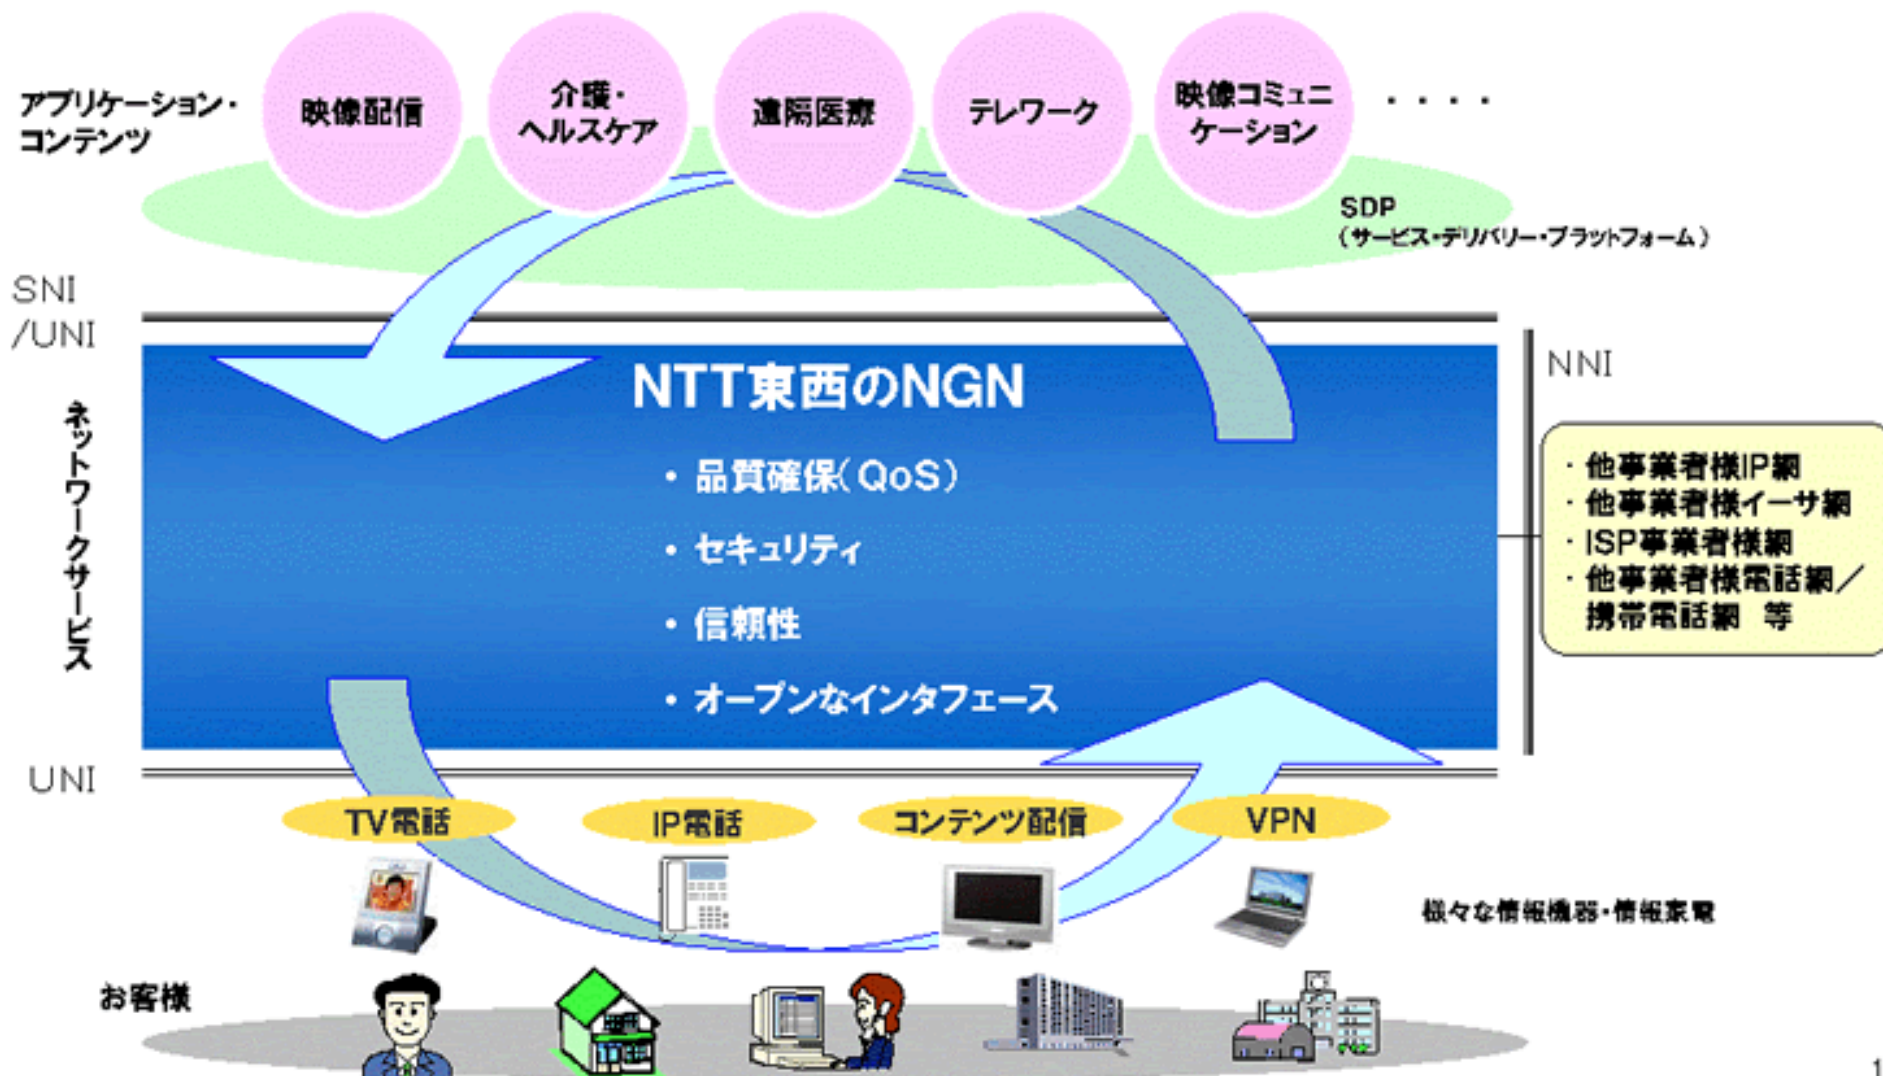 アプリケーション・
コンテンツ
映像配信
介護・
ヘルスケア
遠隔医療
テレワーク
映像コミュニ
ケーション
・・・・
SDP
（サービス・デリバリー・プラットフォーム）
SNI
/UNI
NTT東西のNGN
・品質確保(QoS)
・セキュリティ
・信頼性
・オープンなインタフェース
ネットワークサービス
NNI
・他事業者様IP網
・他事業者様イーサ網
・ISP事業者様網
・他事業者様電話網／
携帯電話網 等
UNI
TV電話
IP電話
コンテンツ配信
VPN
様々な情報機器・情報家電
お客様
1